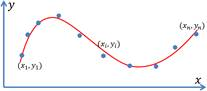 y
(xₙ,yₙ)
(xᵢ,yᵢ)
(x₁,y₁)
x